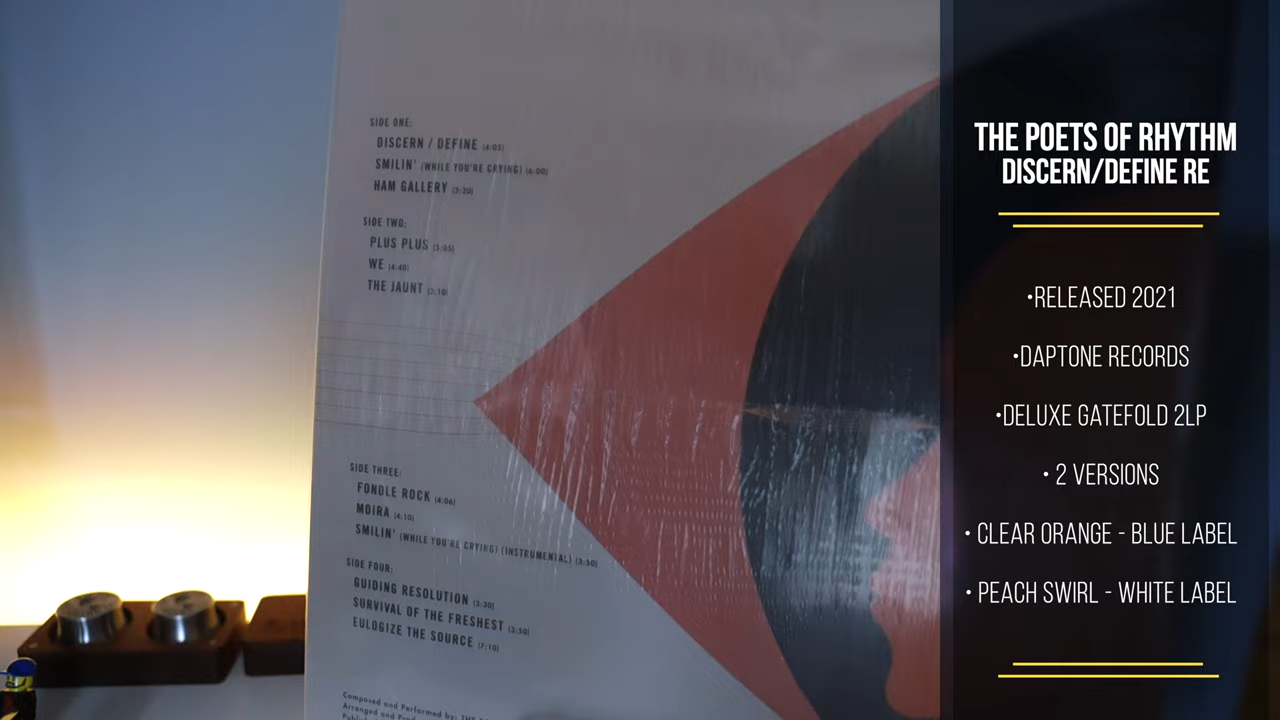 SIDE ONE:
DISCERN / DEFINE (4:05)
SMILIN' (WHILE YOU'RE CRYING) (6:00)
HAM GALLERY (3:20)
SIDE TWO:
PLUS PLUS (5:05)
WE (4:40)
THE JAUNT (3:10)
SIDE THREE:
FONDLE ROCK (4:06)
MOIRA (4:10)
SMILIN' (WHILE YOU'RE CRYING) (INSTRUMENTAL) (3:50)
SIDE FOUR:
GUIDING RESOLUTION (3:30)
SURVIVAL OF THE FRESHEST (3:50)
EULOGIZE THE SOURCE (7:10)
Composed and Performed by: THE
Arranged and
THE POETS OF RHYTHM
DISCERN/DEFINE RE
•RELEASED 2021
•DAPTONE RECORDS
•DELUXE GATEFOLD 2LP
• 2 VERSIONS
• CLEAR ORANGE - BLUE LABEL
• PEACH SWIRL - WHITE LABEL